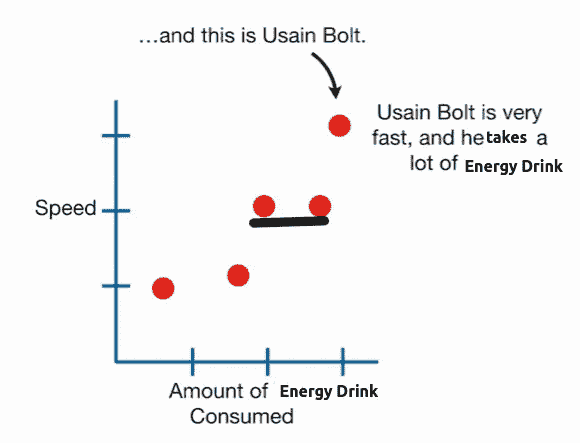 …and this is Usain Bolt.
Usain Bolt is very
fast, and he takes a
lot of Energy Drink
Speed
Amount of Energy Drink
Consumed